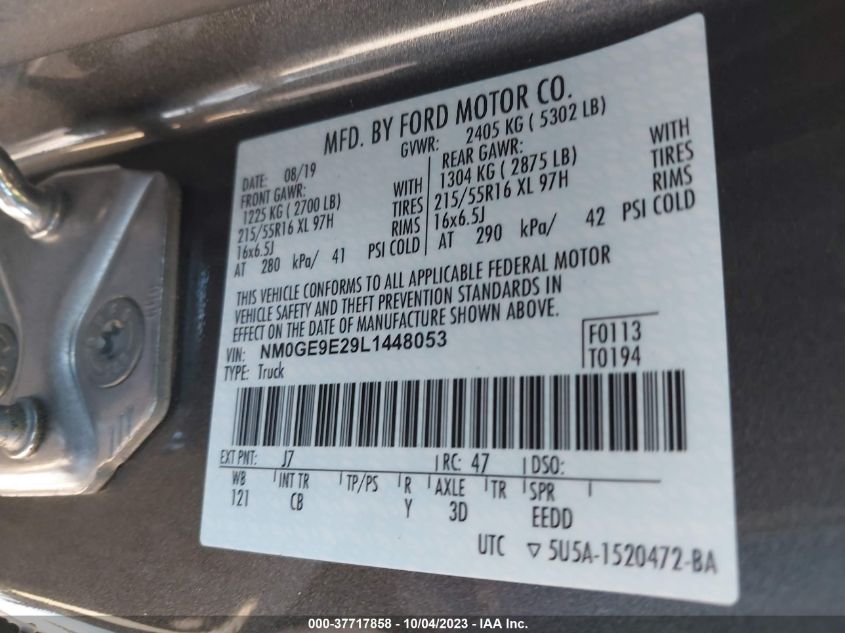 MFD. BY FORD MOTOR CO.
DATE: 08/19 GVWR: 2405 KG ( 5302 LB)
FRONT GAWR: REAR GAWR:
1225 KG ( 2700 LB) WITH 1304 KG ( 2875 LB) WITH
215/55R16 XL 97H TIRES 215/55R16 XL 97H TIRES
16x6.5J RIMS 16x6.5J RIMS
AT 280 kPa/ 41 PSI COLD AT 290 kPa/ 42 PSI COLD
THIS VEHICLE CONFORMS TO ALL APPLICABLE FEDERAL MOTOR
VEHICLE SAFETY AND THEFT PREVENTION STANDARDS IN
EFFECT ON THE DATE OF MANUFACTURE SHOWN ABOVE.
VIN: NM0GE9E29L1448053 F0113
TYPE: Truck T0194
EXT PNT: J7 RC: 47 DSO:
WB INT TR TP/PS R AXLE TR SPR
121 CB Y 3D EEDD
UTC ▽ 5U5A-1520472-BA
000-37717858 - 10/04/2023 - IAA Inc.